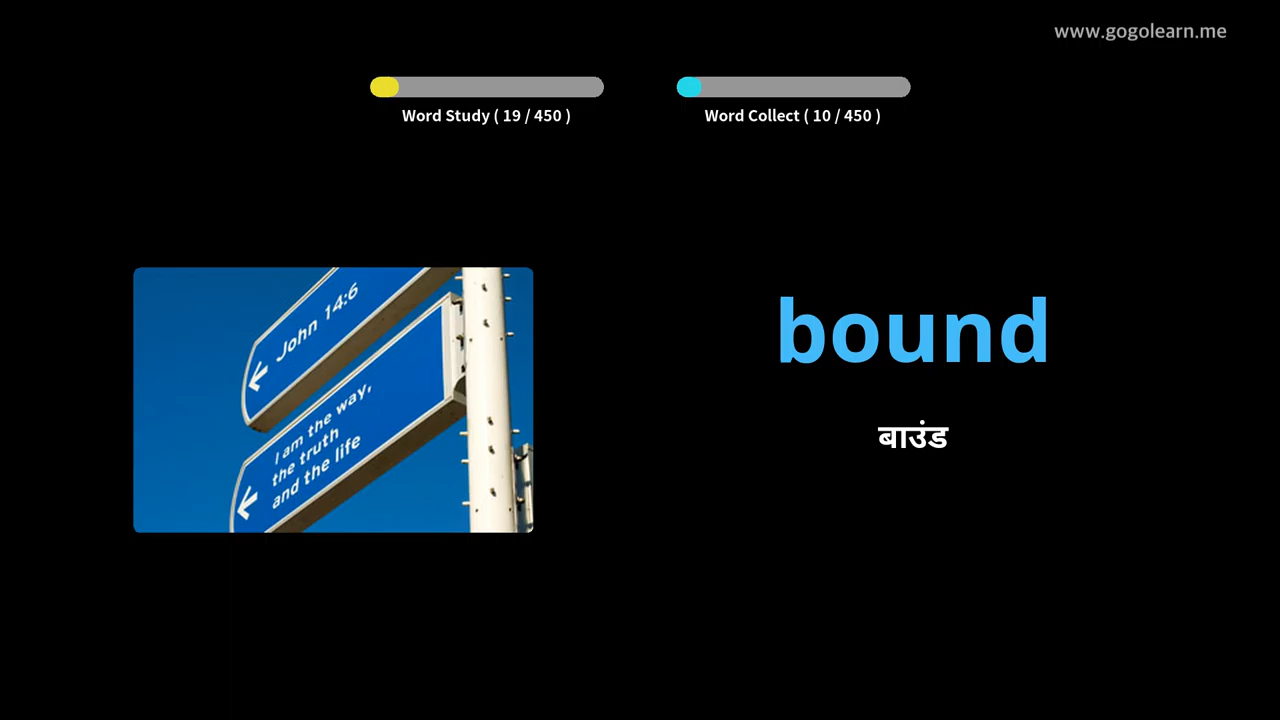 www.gogolearn.me
Word Study ( 19 / 450 )
Word Collect ( 10 / 450 )
John 14:6
I am the way,
the truth
and the life
bound
बाउंड